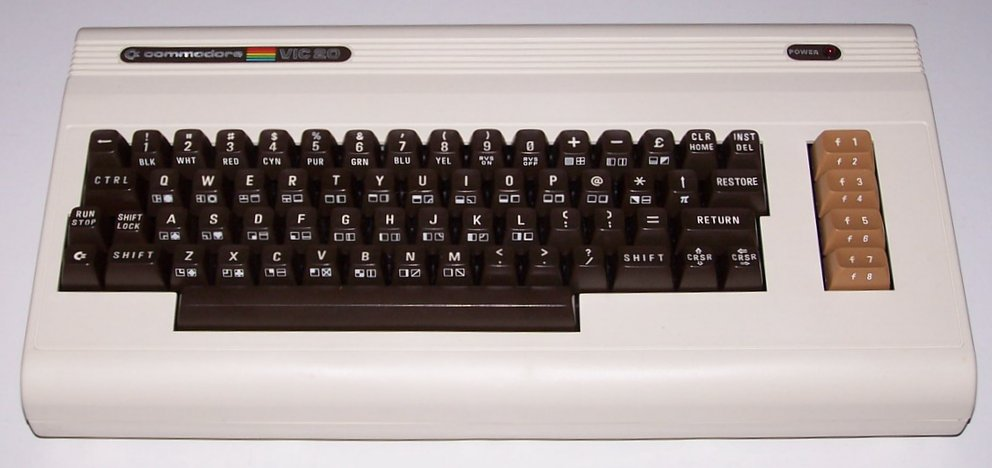 commodore VIC 20 POWER
← ! 1 " 2 # 3 $ 4 % 5 & 6 ' 7 ( 8 ) 9 0 + − £ CLR HOME INST DEL f 1
BLK WHT RED CYN PUR GRN BLU YEL RVS ON RVS OFF f 2
CTRL Q W E R T Y U I O P @ * ↑ π RESTORE f 3
f 4
RUN STOP SHIFT LOCK A S D F G H J K L [ : ] ; = RETURN f 5
f 6
C= SHIFT Z X C V B N M < , > . ? / SHIFT CRSR CRSR f 7
f 8